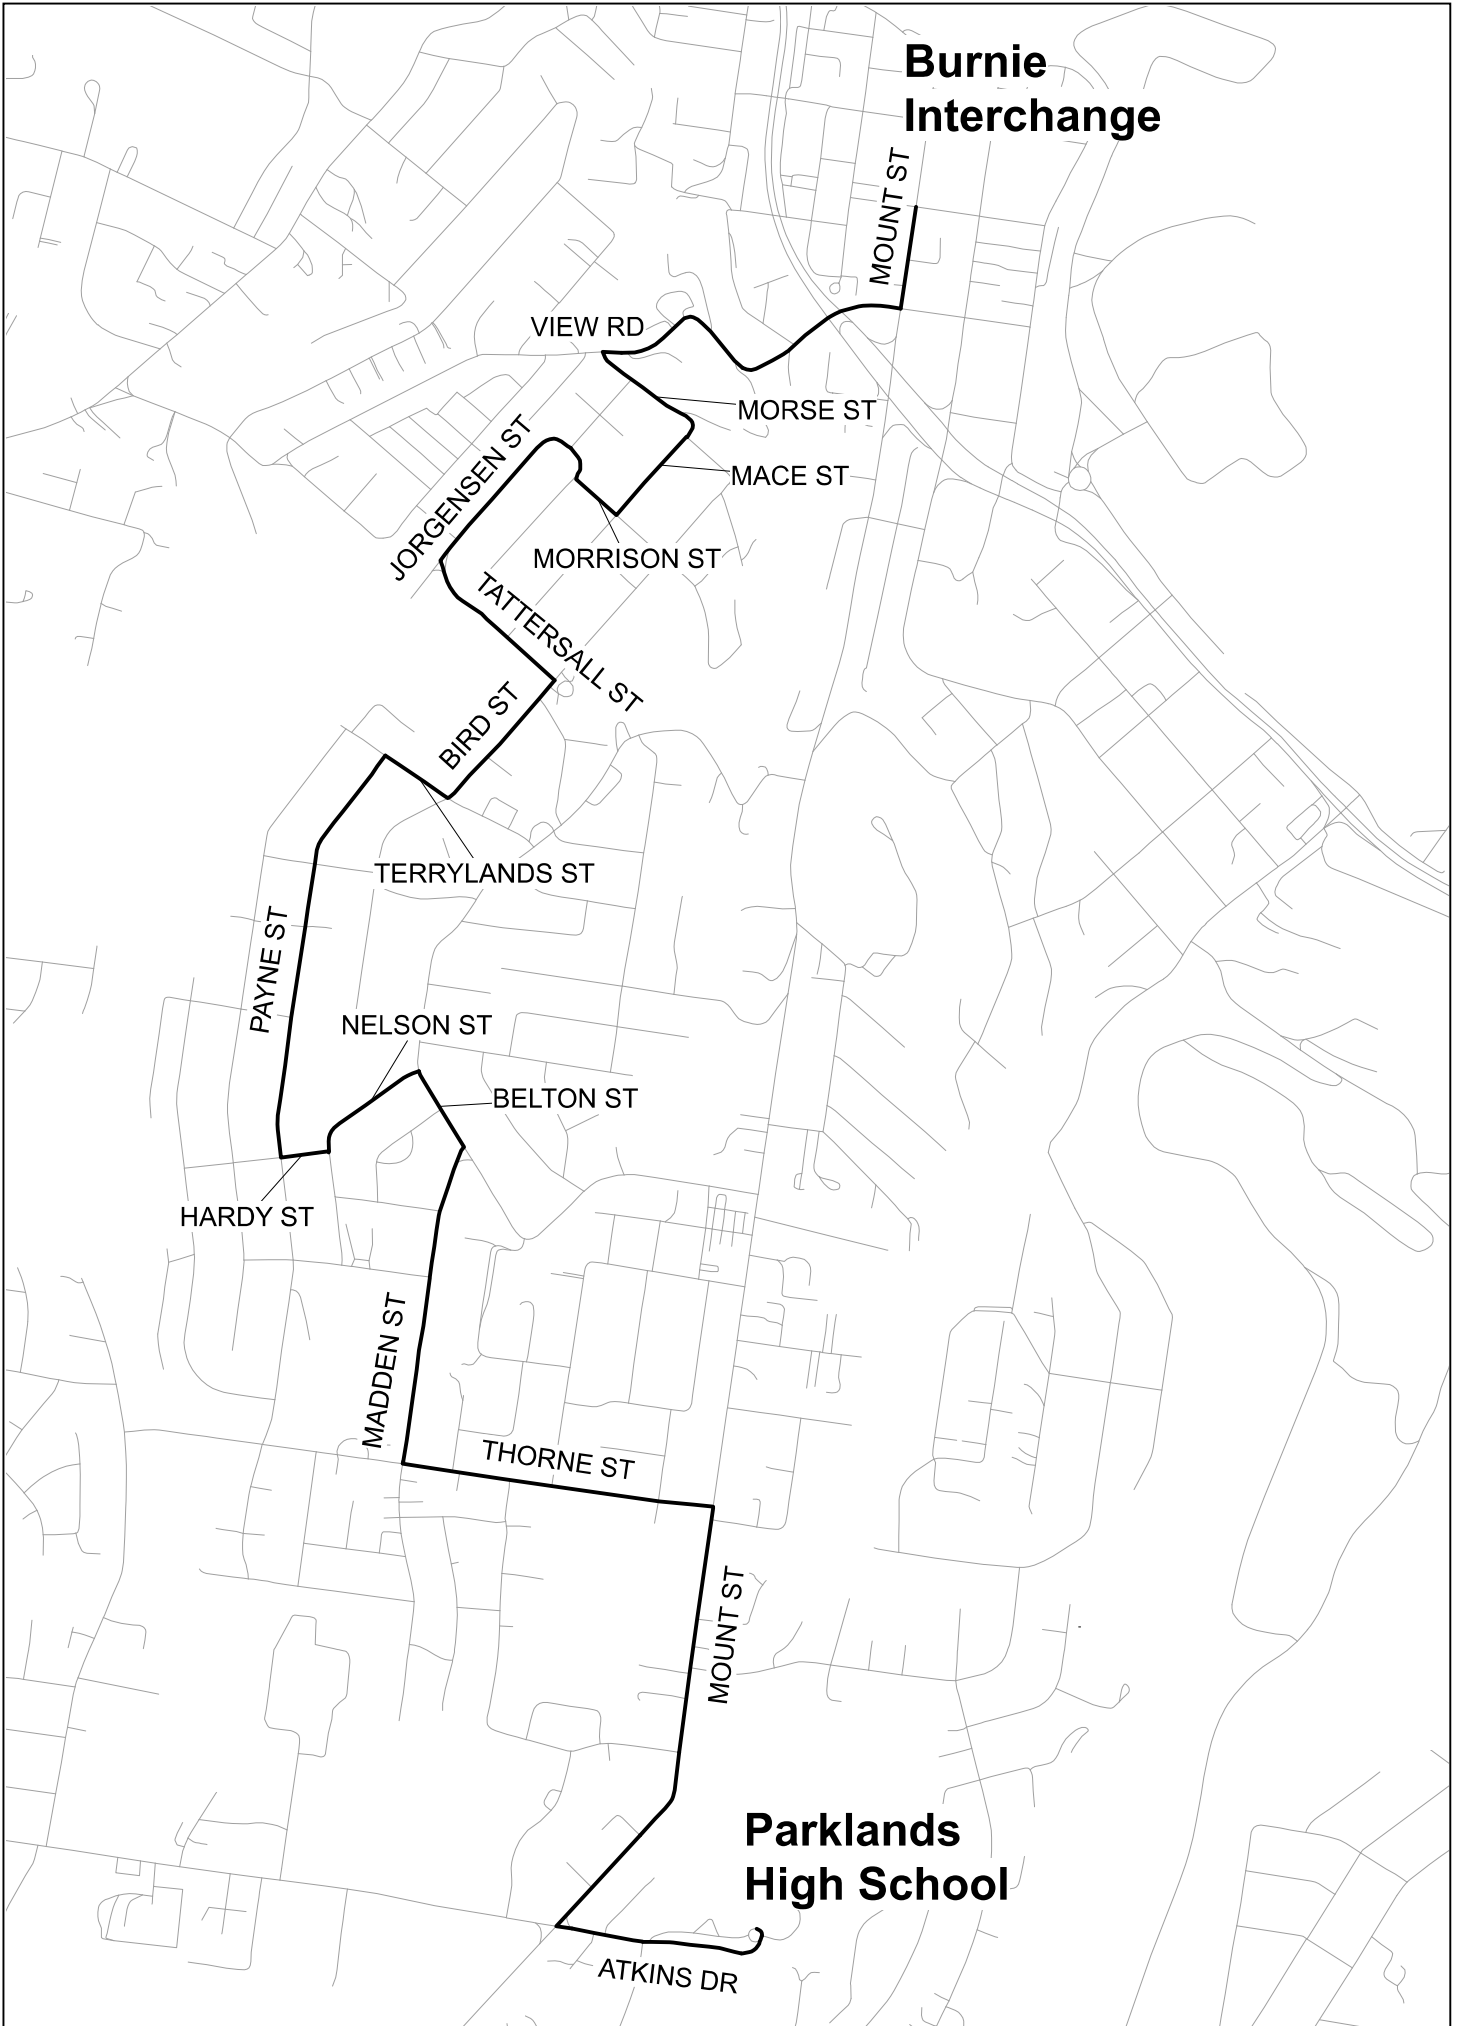 Burnie
Interchange
MOUNT ST
VIEW RD
MORSE ST
JORGENSEN ST
MACE ST
MORRISON ST
TATTERSALL ST
BIRD ST
TERRYLANDS ST
PAYNE ST
NELSON ST
BELTON ST
HARDY ST
MADDEN ST
THORNE ST
MOUNT ST
Parklands
High School
ATKINS DR